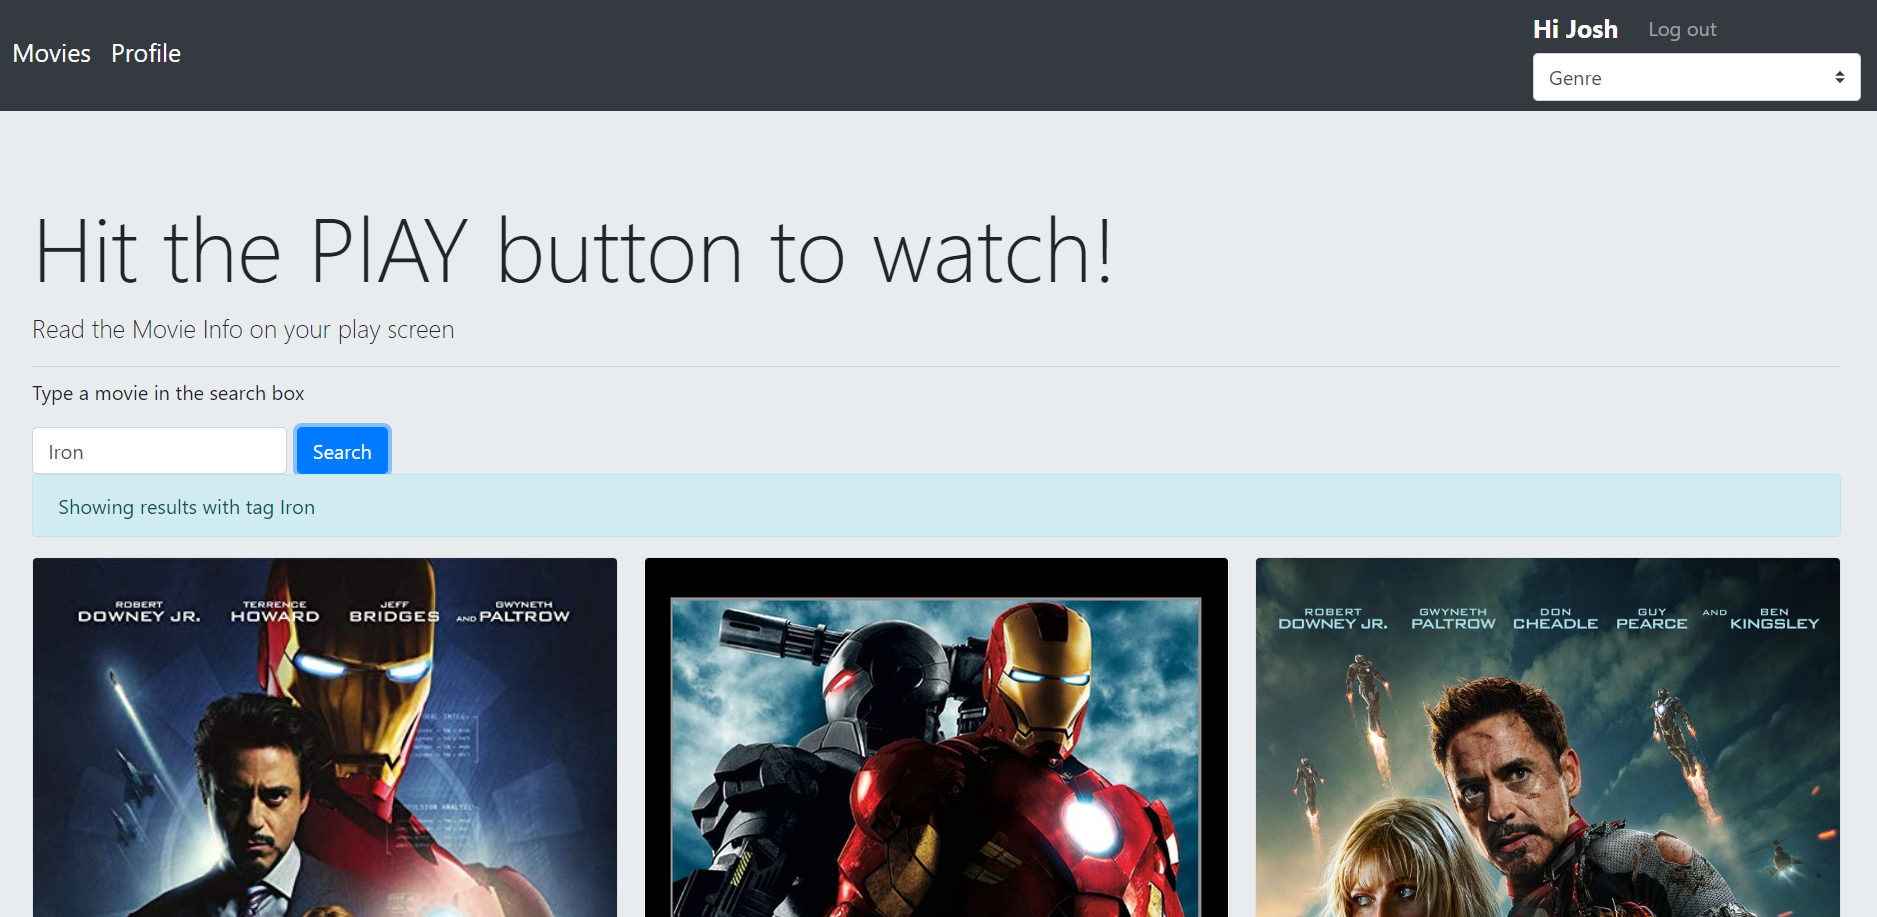 Movies Profile
Hi Josh Log out
Genre
Hit the PlAY button to watch!
Read the Movie Info on your play screen
Type a movie in the search box
Iron Search
Showing results with tag Iron
ROBERT DOWNEY JR. TERRENCE HOWARD JEFF BRIDGES AND GWYNETH PALTROW
ROBERT DOWNEY JR. GWYNETH PALTROW DON CHEADLE GUY PEARCE AND BEN KINGSLEY